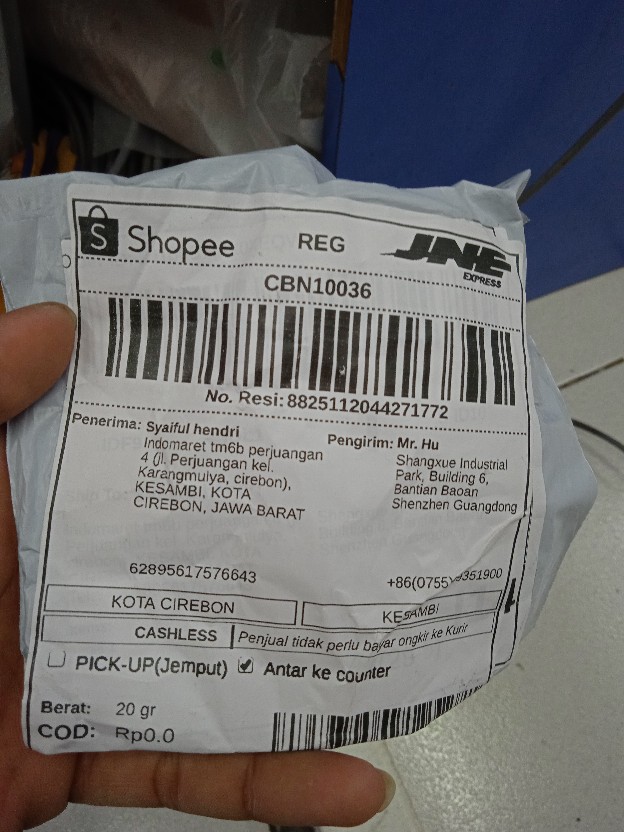 Shopee
REG
JNE
EXPRESS
CBN10036
No. Resi: 8825112044271772
Penerima: Syaiful hendri
Indomaret tm6b perjuangan
4 (jl. Perjuangan kel.
Karangmulya, cirebon),
KESAMBI, KOTA
CIREBON, JAWA BARAT
62895617576643
Pengirim: Mr. Hu
Shangxue Industrial
Park, Building 6,
Bantian Baoan
Shenzhen Guangdong
+86(0755)
KOTA CIREBON
KESAMBI
CASHLESS
Penjual tidak perlu bayar ongkir ke Kurir
PICK-UP(Jemput)
Antar ke counter
Berat: 20 gr
COD: Rp0.0